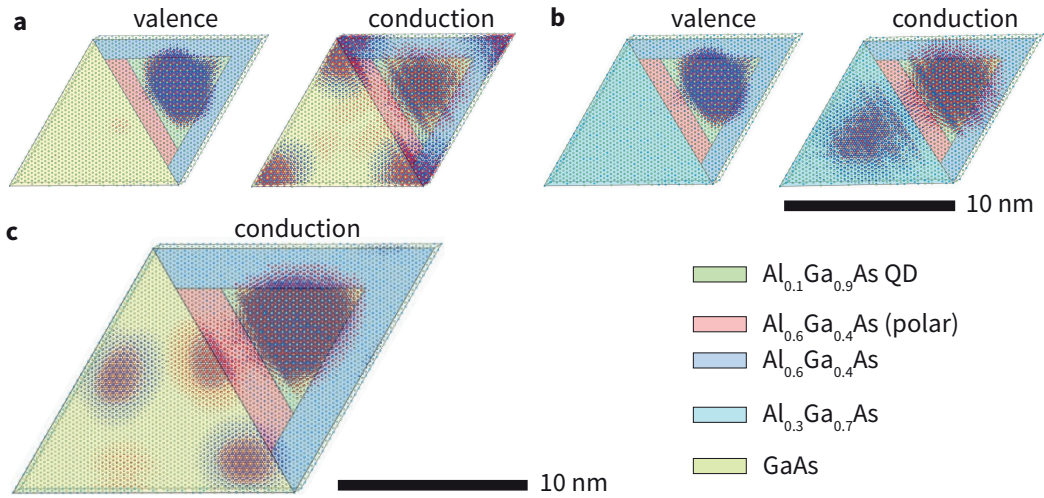 a
valence
conduction
b
valence
conduction
10 nm
c
conduction
10 nm
Al0.1Ga0.9As QD
Al0.6Ga0.4As (polar)
Al0.6Ga0.4As
Al0.3Ga0.7As
GaAs